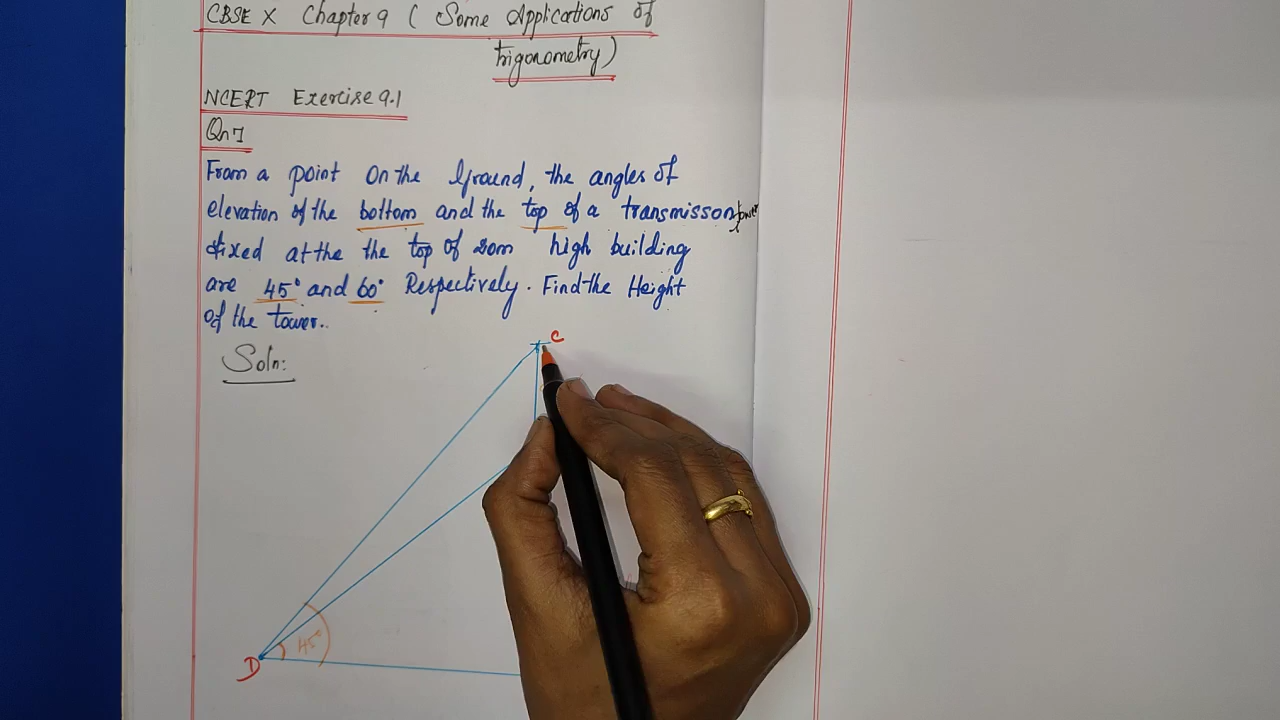 CBSE X Chapter 9 ( Some Applications of
trigonometry)
NCERT Exercise 9.1
Qn 7
From a point on the Ground, the angles of
elevation of the bottom and the top of a transmisson tower
fixed at the the top of 20m high building
are 45° and 60° Respectively. Find the Height
of the tower.
Soln:
C
45°
D